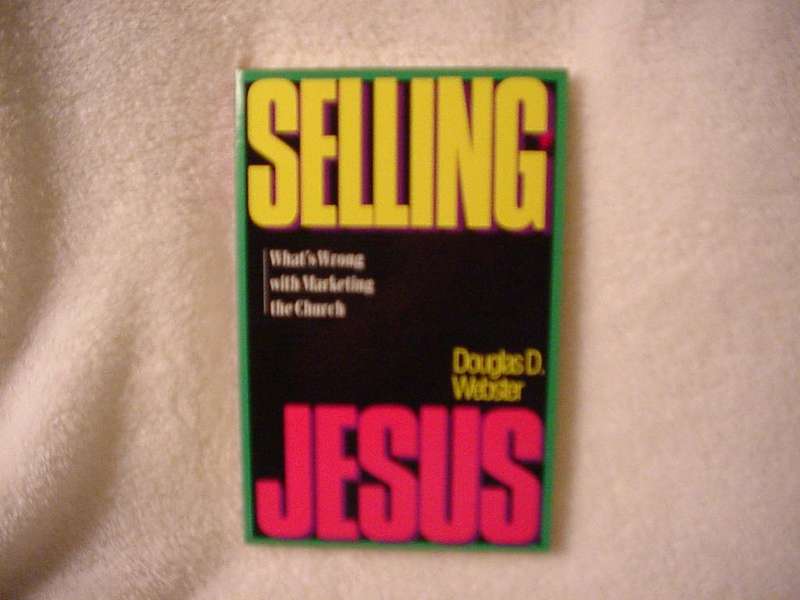 SELLING
What's Wrong
with Marketing
the Church
Douglas D.
Webster
JESUS